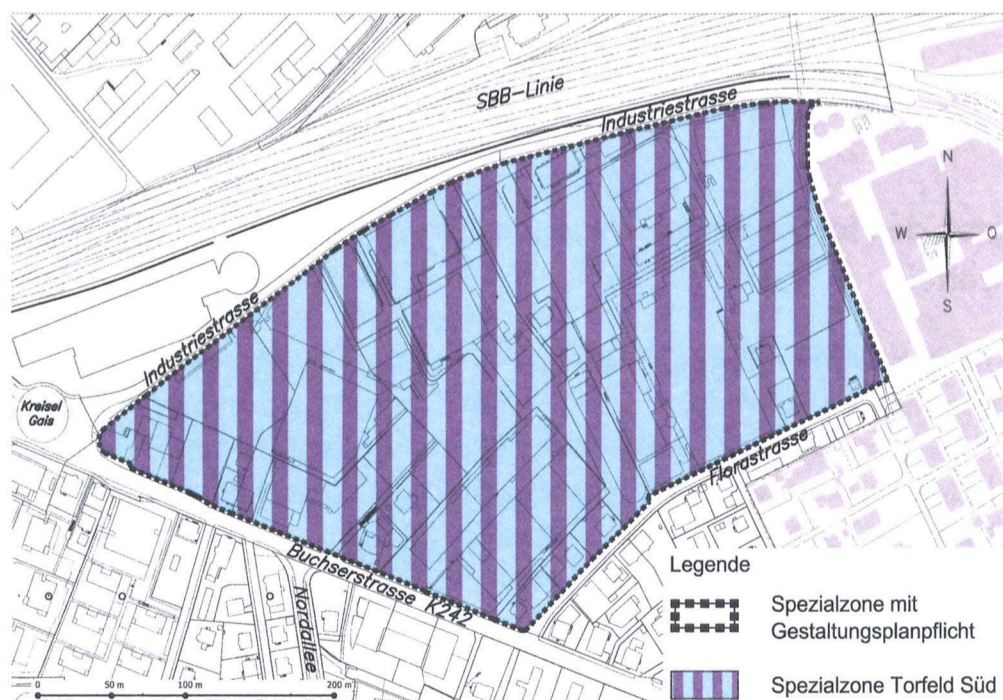 SBB-Linie
Industriestrasse
N
W
O
S
Industriestrasse
Kreisel
Gais
Florastrasse
Buchserstrasse K242
Nordallee
Legende
Spezialzone mit
Gestaltungsplanpflicht
Spezialzone Torfeld Süd
0 50 m 100 m 200 m